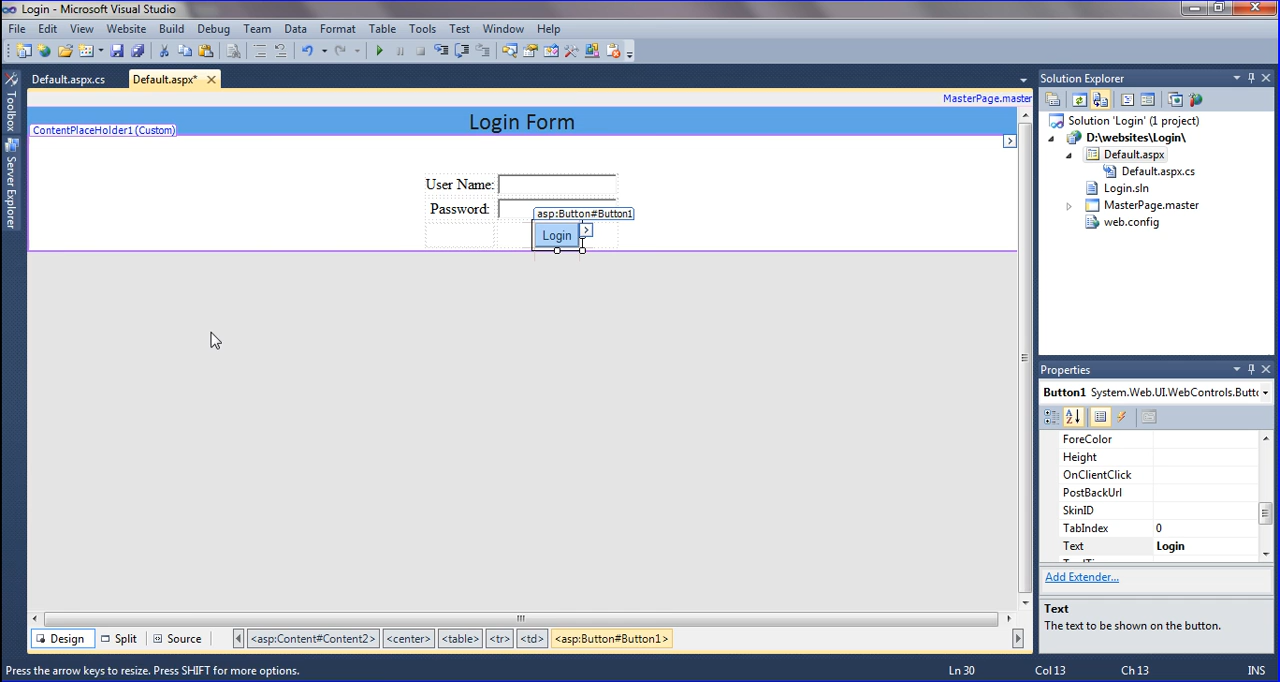 Login - Microsoft Visual Studio
File Edit View Website Build Debug Team Data Format Table Tools Test Window Help
Default.aspx.cs Default.aspx*
Toolbox
Server Explorer
MasterPage.master
Login Form
ContentPlaceHolder1 (Custom)
User Name:
Password:
asp:Button#Button1
Login
Design Split Source <asp:Content#Content2> <center> <table> <tr> <td> <asp:Button#Button1>
Solution Explorer
Solution 'Login' (1 project)
D:\websites\Login\
Default.aspx
Default.aspx.cs
Login.sln
MasterPage.master
web.config
Properties
Button1 System.Web.UI.WebControls.Butto
ForeColor
Height
OnClientClick
PostBackUrl
SkinID
TabIndex 0
Text Login
Add Extender...
Text
The text to be shown on the button.
Press the arrow keys to resize. Press SHIFT for more options. Ln 30 Col 13 Ch 13 INS